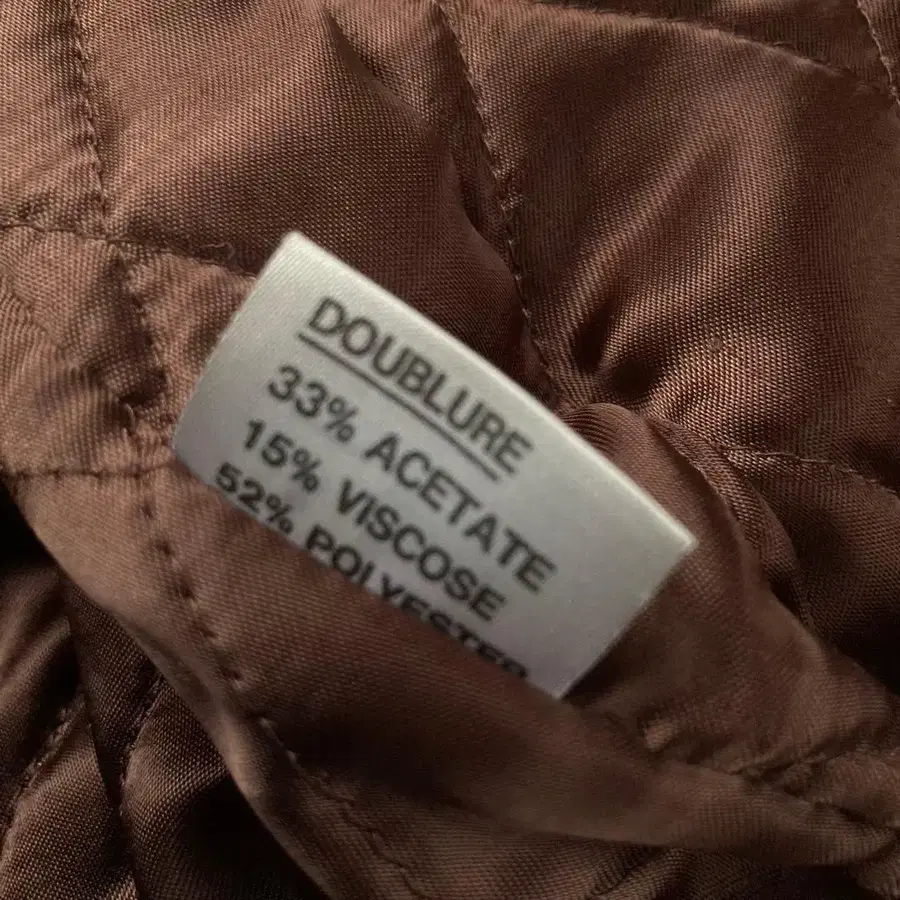 DOUBLURE
33% ACETATE
15% VISCOSE
52% POLYESTER